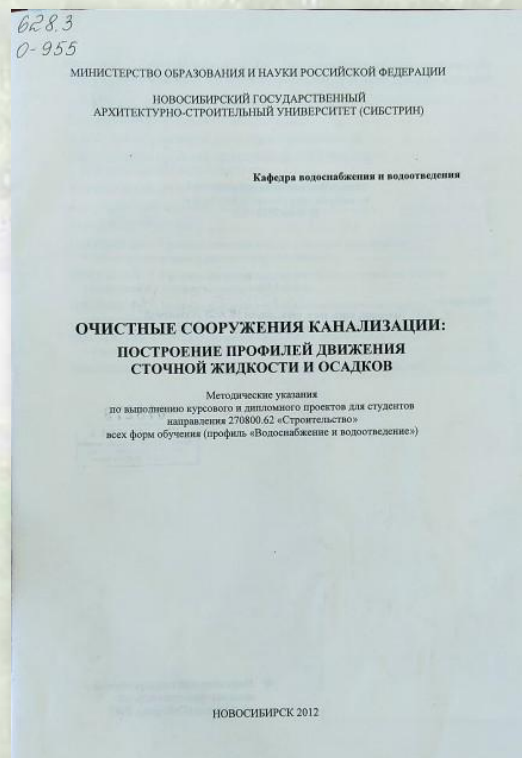 628.3
О-955
МИНИСТЕРСТВО ОБРАЗОВАНИЯ И НАУКИ РОССИЙСКОЙ ФЕДЕРАЦИИ
НОВОСИБИРСКИЙ ГОСУДАРСТВЕННЫЙ
АРХИТЕКТУРНО-СТРОИТЕЛЬНЫЙ УНИВЕРСИТЕТ (СИБСТРИН)
Кафедра водоснабжения и водоотведения
ОЧИСТНЫЕ СООРУЖЕНИЯ КАНАЛИЗАЦИИ:
ПОСТРОЕНИЕ ПРОФИЛЕЙ ДВИЖЕНИЯ
СТОЧНОЙ ЖИДКОСТИ И ОСАДКОВ
Методические указания
по выполнению курсового и дипломного проектов для студентов
направления 270800.62 «Строительство»
всех форм обучения (профиль «Водоснабжение и водоотведение»)
НОВОСИБИРСК 2012